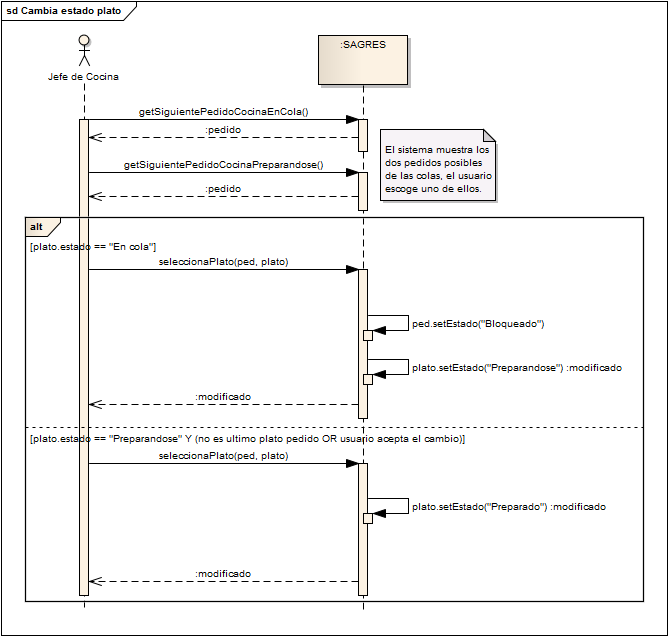 sd Cambia estado plato
Jefe de Cocina
:SAGRES
getSiguientePedidoCocinaEnCola()
:pedido
getSiguientePedidoCocinaPreparandose()
:pedido
El sistema muestra los
dos pedidos posibles
de las colas, el usuario
escoge uno de ellos.
alt
[plato.estado == "En cola"]
seleccionaPlato(ped, plato)
ped.setEstado("Bloqueado")
plato.setEstado("Preparandose") :modificado
:modificado
[plato.estado == "Preparandose" Y (no es ultimo plato pedido OR usuario acepta el cambio)]
seleccionaPlato(ped, plato)
plato.setEstado("Preparado") :modificado
:modificado